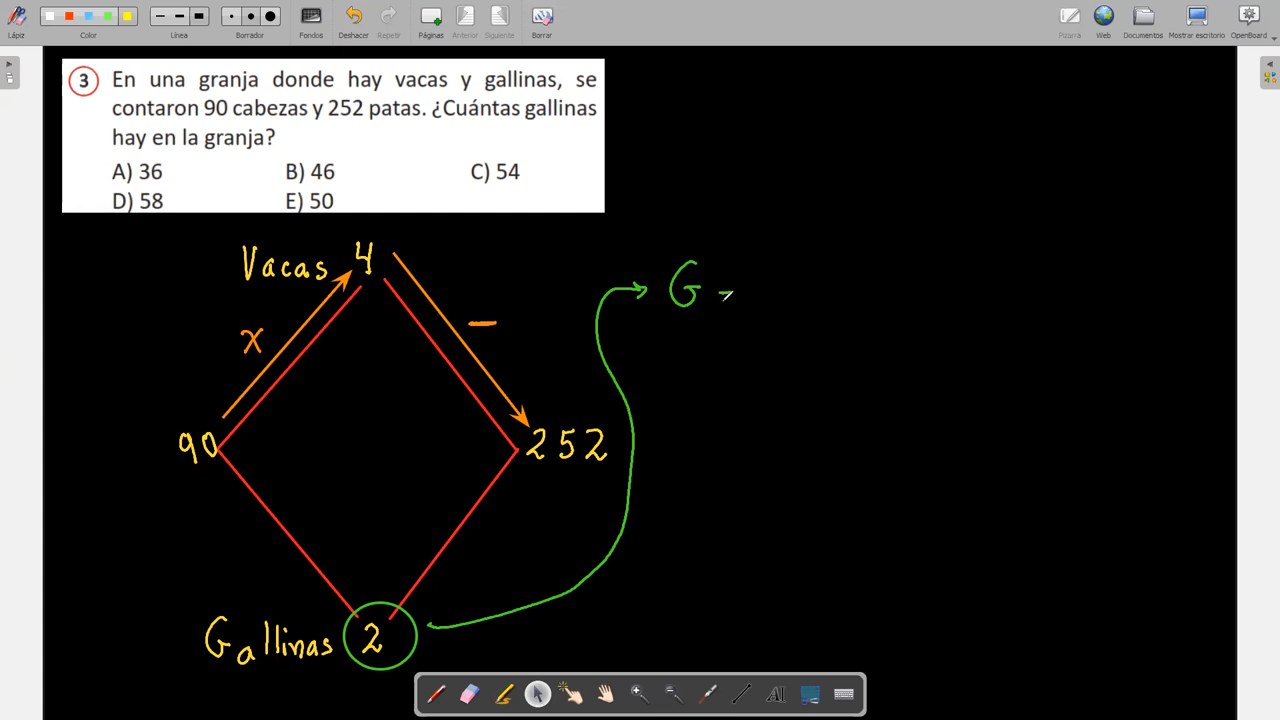 Lápiz
Color
Línea
Borrador
Fondos
Deshacer
Repetir
Páginas
Anterior
Siguiente
Borrar
Pizarra
Web
Documentos
Mostrar escritorio
OpenBoard
3 En una granja donde hay vacas y gallinas, se
contaron 90 cabezas y 252 patas. ¿Cuántas gallinas
hay en la granja?
A) 36 B) 46 C) 54
D) 58 E) 50
Vacas 4
x
−
90
252
Gallinas 2
G -
AI